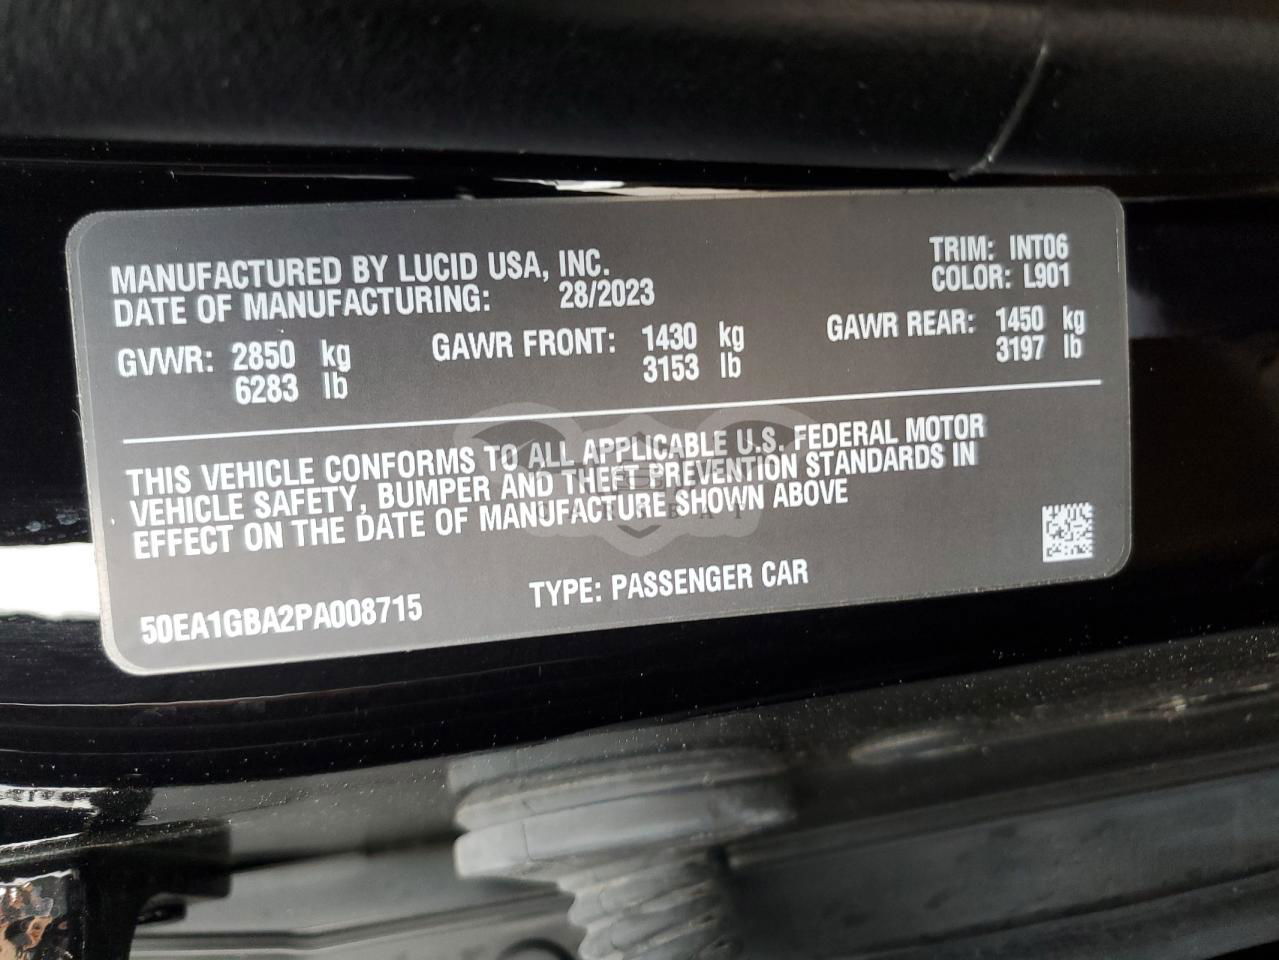 MANUFACTURED BY LUCID USA, INC. TRIM: INT06
DATE OF MANUFACTURING: 28/2023 COLOR: L901
GVWR: 2850 kg GAWR FRONT: 1430 kg GAWR REAR: 1450 kg
6283 lb 3153 lb 3197 lb
THIS VEHICLE CONFORMS TO ALL APPLICABLE U.S. FEDERAL MOTOR
VEHICLE SAFETY, BUMPER AND THEFT PREVENTION STANDARDS IN
EFFECT ON THE DATE OF MANUFACTURE SHOWN ABOVE
50EA1GBA2PA008715 TYPE: PASSENGER CAR